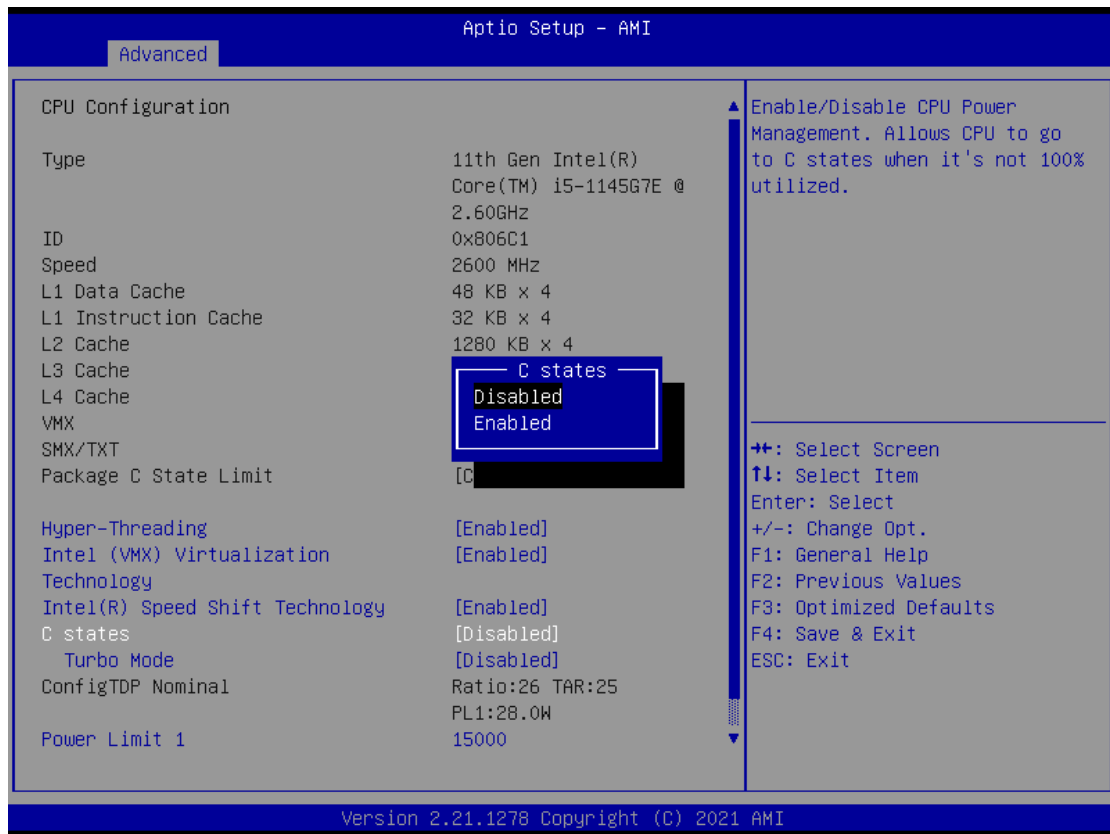 Aptio Setup – AMI
Advanced
CPU Configuration
Type 11th Gen Intel(R)
Core(TM) i5-1145G7E @
2.60GHz
ID 0x806C1
Speed 2600 MHz
L1 Data Cache 48 KB x 4
L1 Instruction Cache 32 KB x 4
L2 Cache 1280 KB x 4
L3 Cache
L4 Cache
VMX
SMX/TXT
Package C State Limit [C
C states
Disabled
Enabled
Hyper-Threading [Enabled]
Intel (VMX) Virtualization [Enabled]
Technology
Intel(R) Speed Shift Technology [Enabled]
C states [Disabled]
Turbo Mode [Disabled]
ConfigTDP Nominal Ratio:26 TAR:25
PL1:28.0W
Power Limit 1 15000
Enable/Disable CPU Power
Management. Allows CPU to go
to C states when it's not 100%
utilized.
→←: Select Screen
↑↓: Select Item
Enter: Select
+/-: Change Opt.
F1: General Help
F2: Previous Values
F3: Optimized Defaults
F4: Save & Exit
ESC: Exit
Version 2.21.1278 Copyright (C) 2021 AMI